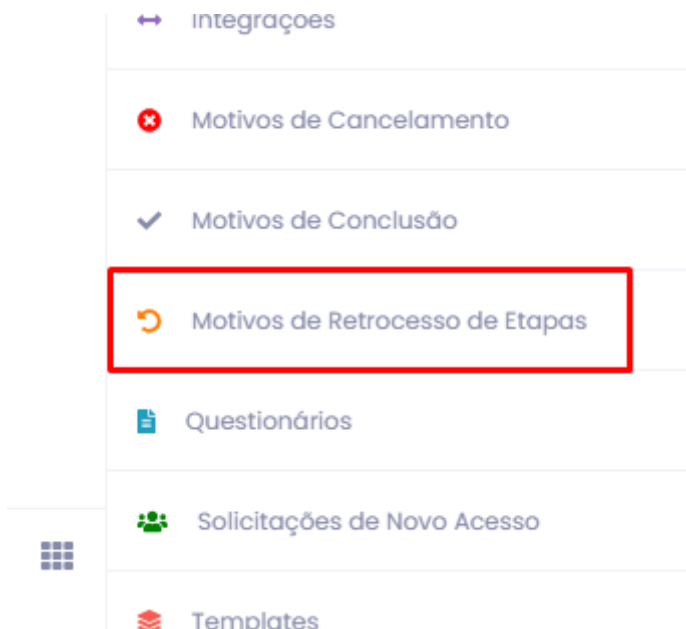 Integrações
Motivos de Cancelamento
Motivos de Conclusão
Motivos de Retrocesso de Etapas
Questionários
Solicitações de Novo Acesso
Templates